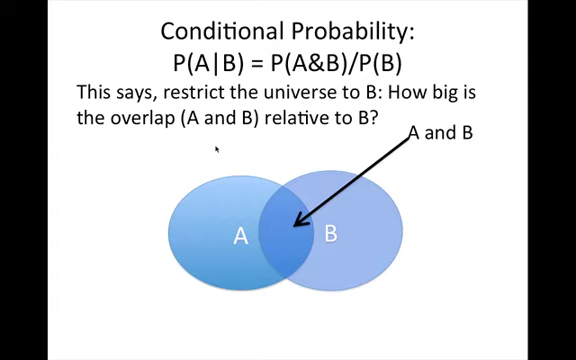 Conditional Probability:
P(A|B) = P(A&B)/P(B)
This says, restrict the universe to B: How big is
the overlap (A and B) relative to B?
A and B
A
B